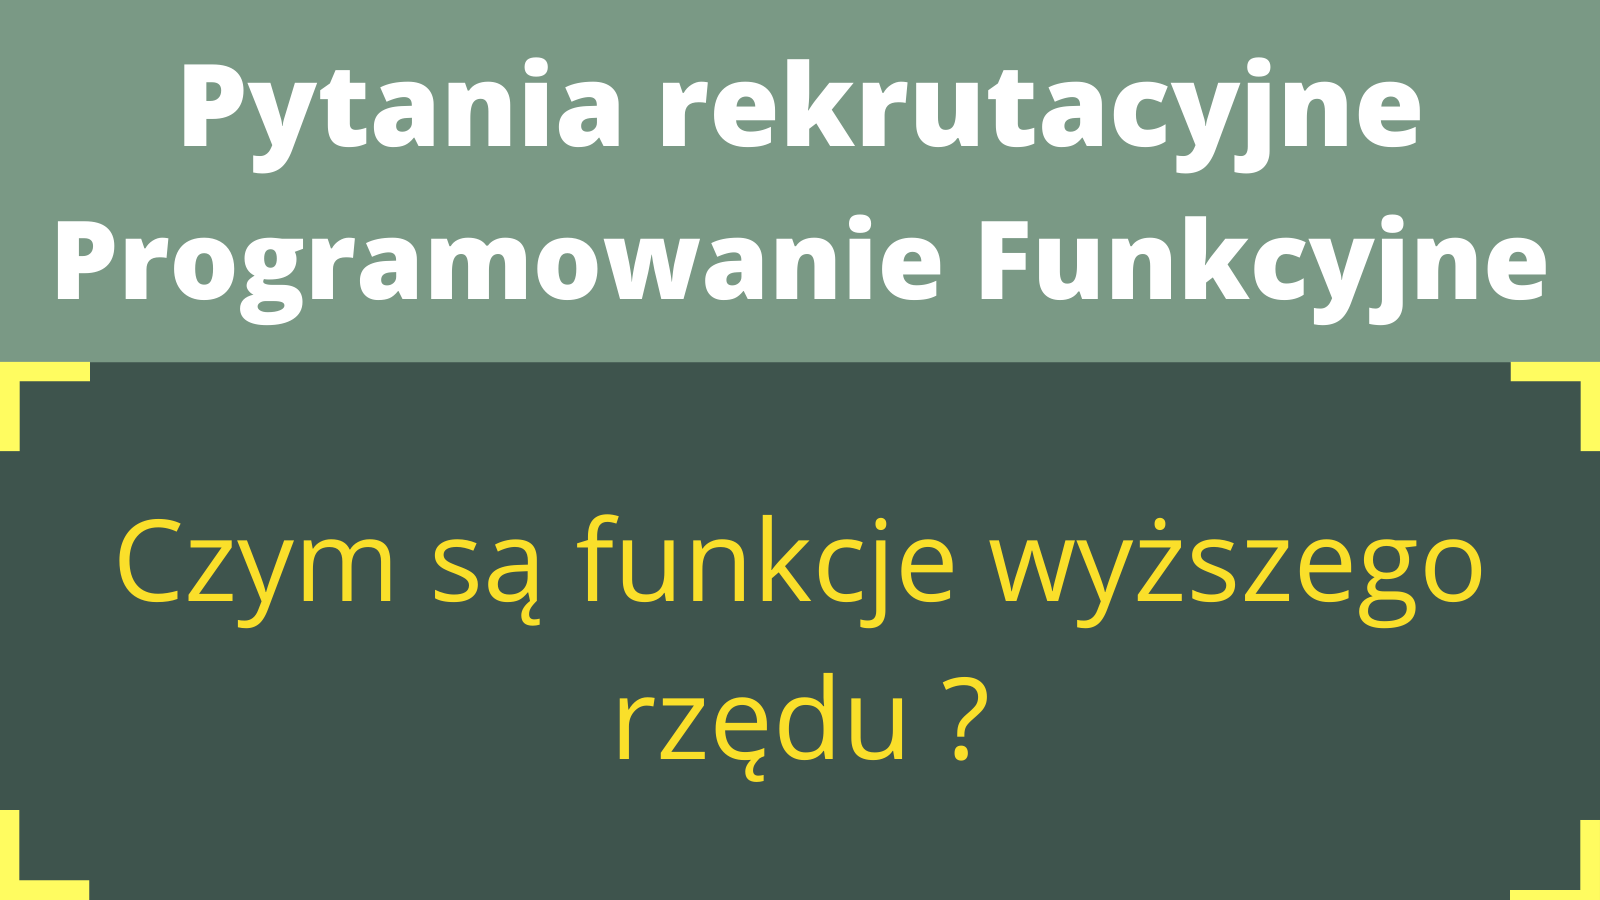 Pytania rekrutacyjne
Programowanie Funkcyjne
Czym są funkcje wyższego
rzędu ?